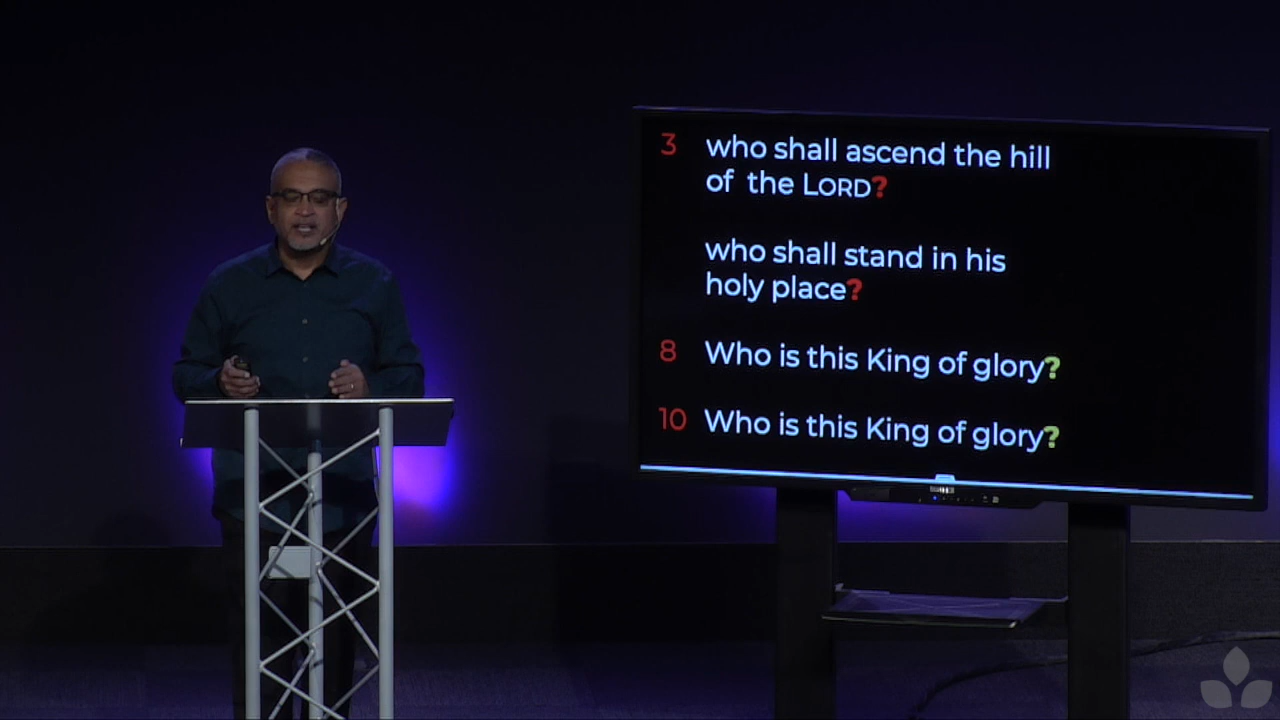 3 who shall ascend the hill
of the LORD?
who shall stand in his
holy place?
8 Who is this King of glory?
10 Who is this King of glory?